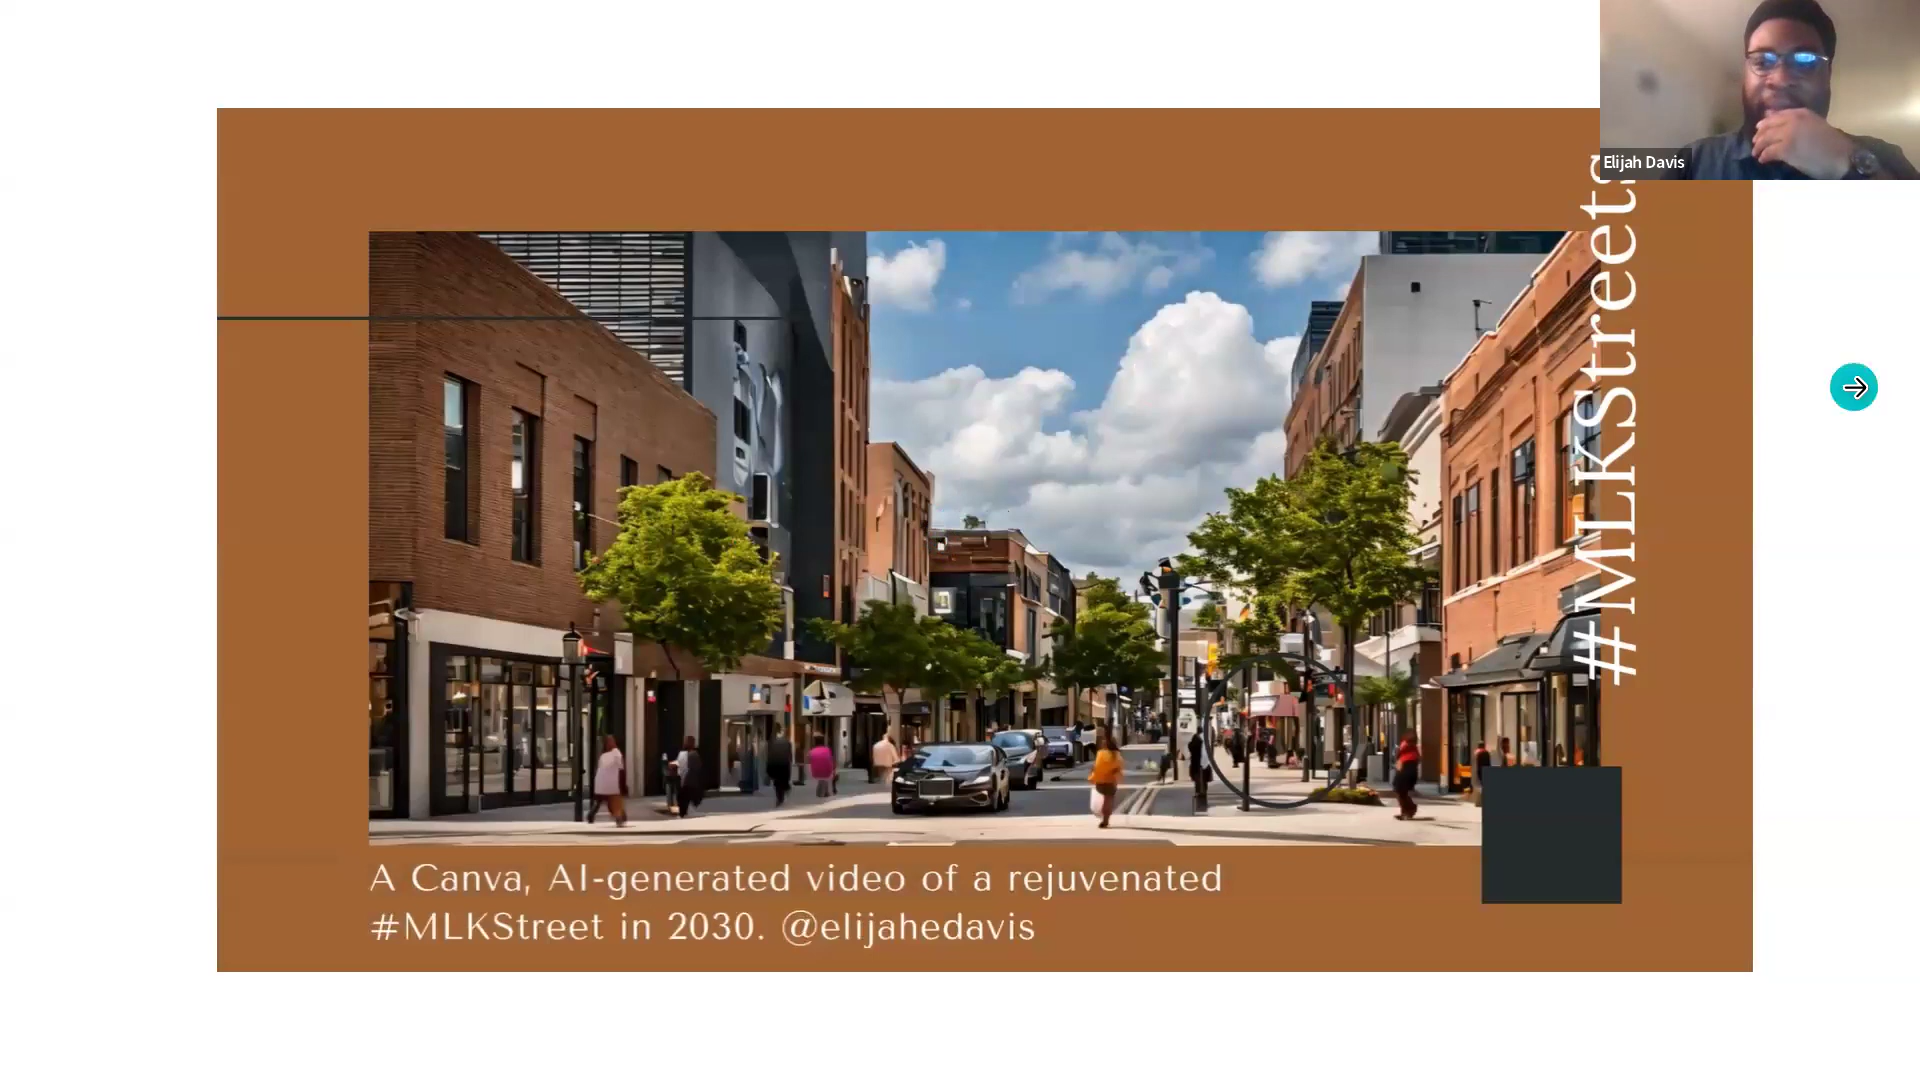 Elijah Davis
#MLKStreets
A Canva, AI-generated video of a rejuvenated
#MLKStreet in 2030. @elijahedavis